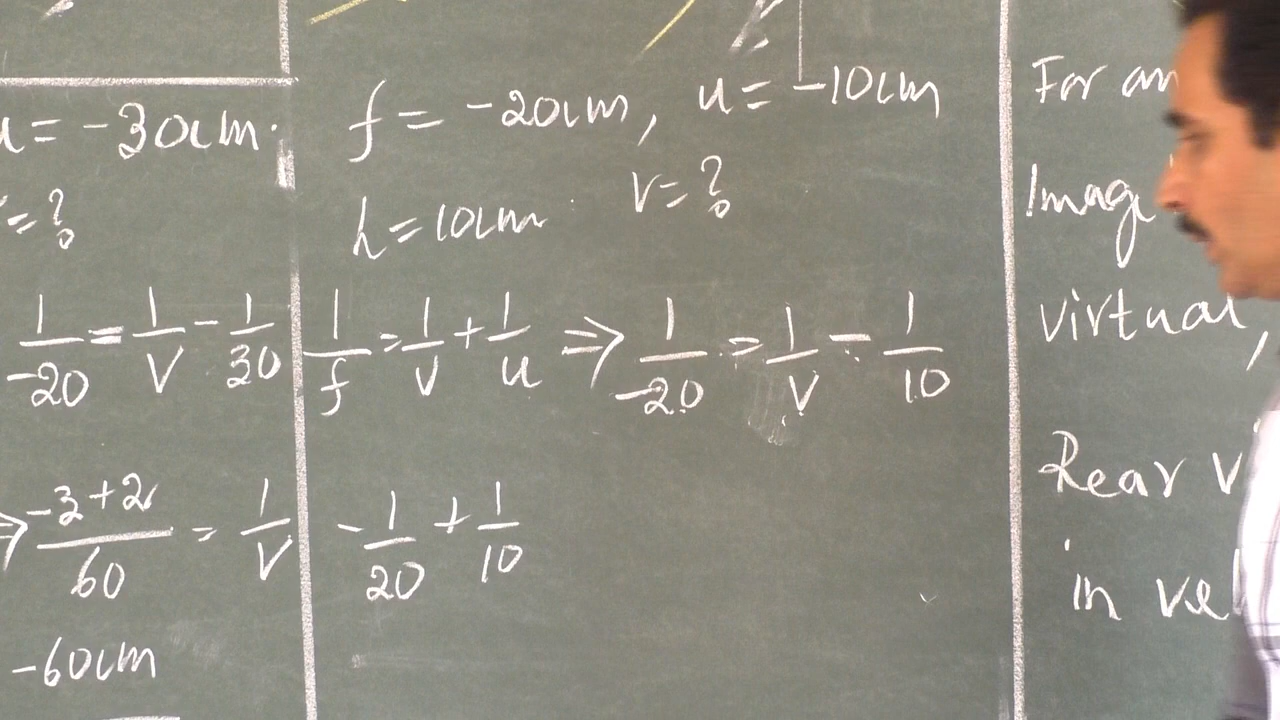 u = -30cm.
v = ?
1/-20 = 1/v - 1/30
⇒ -3+2/60 = 1/v
-60cm
f = -20cm, u = -10cm
h = 10cm v = ?
1/f = 1/v + 1/u ⇒ 1/-20 = 1/v - 1/10
-1/20 + 1/10
For an
Imag
virtual,
Rear v
in ve